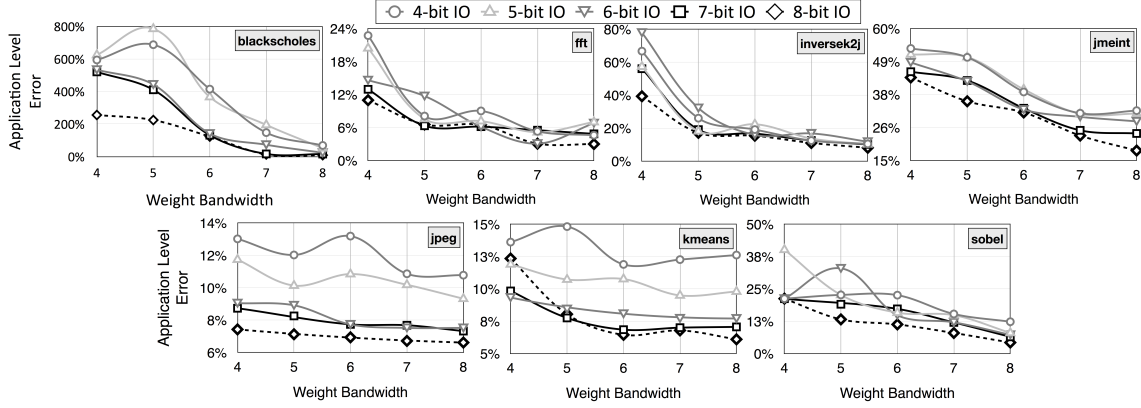 4-bit IO 5-bit IO 6-bit IO 7-bit IO 8-bit IO
Application Level
Error
800%
600%
400%
200%
0%
blackscholes
4 5 6 7 8
Weight Bandwidth
24%
18%
12%
6%
0%
fft
4 5 6 7 8
Weight Bandwidth
80%
60%
40%
20%
0%
inversek2j
4 5 6 7 8
Weight Bandwidth
60%
49%
38%
26%
15%
jmeint
4 5 6 7 8
Weight Bandwidth
Application Level
Error
14%
12%
10%
8%
6%
jpeg
4 5 6 7 8
Weight Bandwidth
15%
13%
10%
8%
5%
kmeans
4 5 6 7 8
Weight Bandwidth
50%
38%
25%
13%
0%
sobel
4 5 6 7 8
Weight Bandwidth